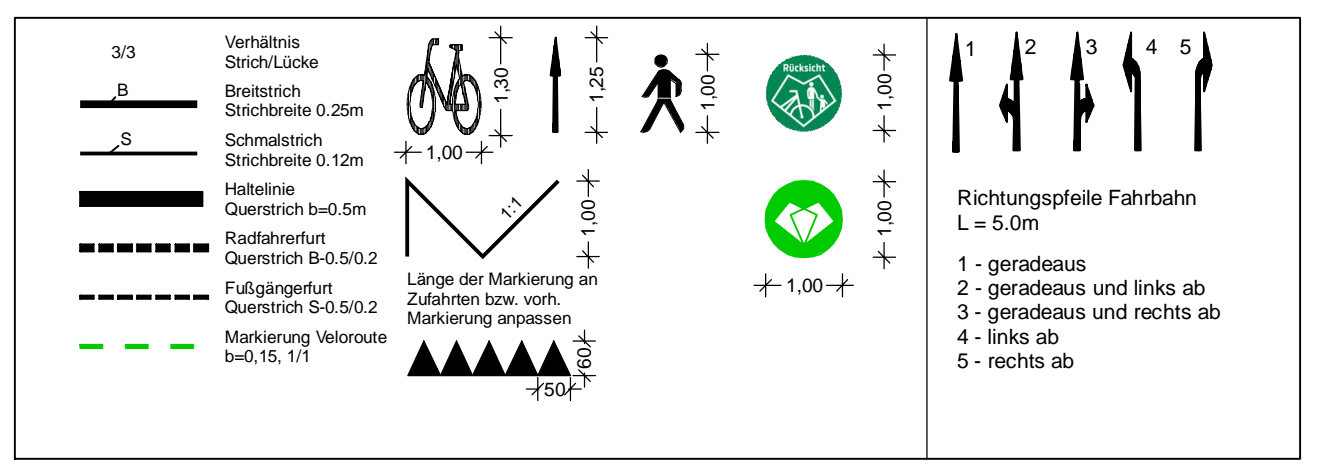 3/3
Verhältnis
Strich/Lücke
B
Breitstrich
Strichbreite 0.25m
S
Schmalstrich
Strichbreite 0.12m
Haltelinie
Querstrich b=0.5m
Radfahrerfurt
Querstrich B-0.5/0.2
Fußgängerfurt
Querstrich S-0.5/0.2
Markierung Veloroute
b=0,15, 1/1
1,30
1,00
1,25
1,00
Rücksicht
1,00
1:1
1,00
Länge der Markierung an
Zufahrten bzw. vorh.
Markierung anpassen
60
50
1,00
1,00
1 2 3 4 5
Richtungspfeile Fahrbahn
L = 5.0m
1 - geradeaus
2 - geradeaus und links ab
3 - geradeaus und rechts ab
4 - links ab
5 - rechts ab